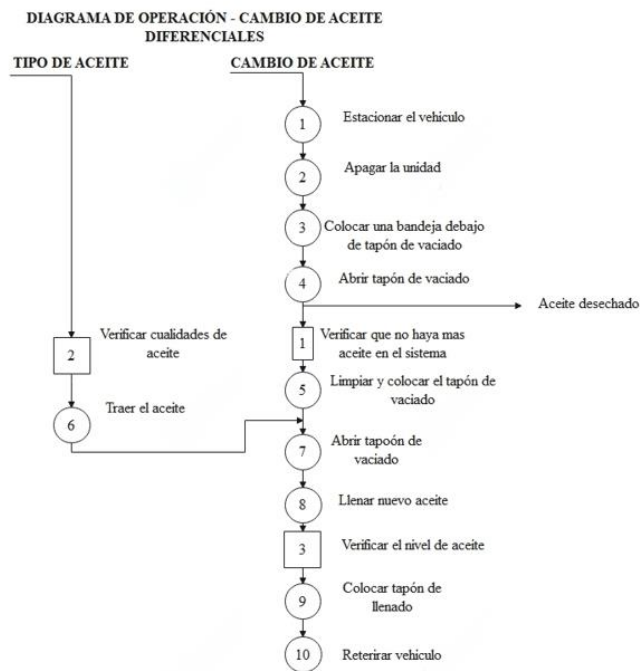 DIAGRAMA DE OPERACIÓN - CAMBIO DE ACEITE
DIFERENCIALES
TIPO DE ACEITE
CAMBIO DE ACEITE
1
Estacionar el vehiculo
2
Apagar la unidad
3
Colocar una bandeja debajo
de tapón de vaciado
4
Abrir tapón de vaciado
Aceite desechado
Verificar cualidades de
aceite
2
1
Verificar que no haya mas
aceite en el sistema
5
Limpiar y colocar el tapón de
vaciado
6
Traer el aceite
7
Abrir tapoón de
vaciado
8
Llenar nuevo aceite
3
Verificar el nivel de aceite
9
Colocar tapón de
llenado
10
Reterirar vehiculo